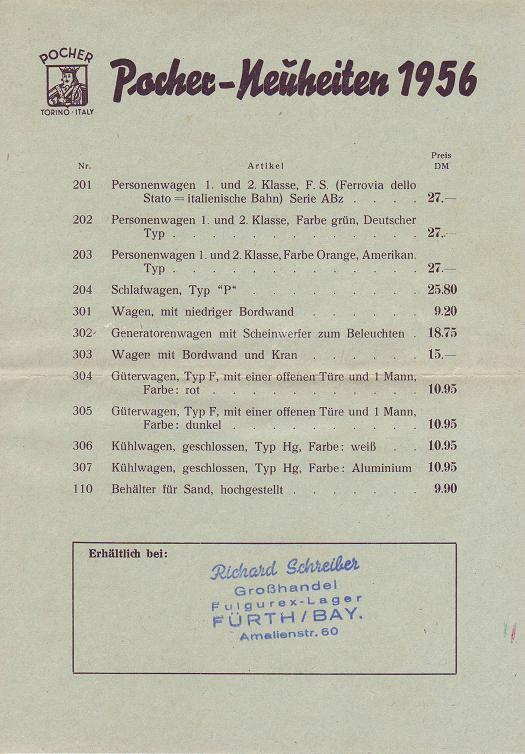 POCHER
TORINO · ITALY
Pocher-Neuheiten 1956
Nr. Artikel Preis DM
201 Personenwagen 1. und 2. Klasse, F. S. (Ferrovia dello
Stato = italienische Bahn) Serie ABz . . . . 27.—
202 Personenwagen 1. und 2. Klasse, Farbe grün, Deutscher
Typ . . . . . . . . . . 27.—
203 Personenwagen 1. und 2. Klasse, Farbe Orange, Amerikan.
Typ . . . . . . . . . . 27.—
204 Schlafwagen, Typ "P" . . . . . . . 25.80
301 Wagen, mit niedriger Bordwand . . . . . 9.20
302 Generatorenwagen mit Scheinwerfer zum Beleuchten . 18.75
303 Wagen mit Bordwand und Kran . . . . . 15.—
304 Güterwagen, Typ F, mit einer offenen Türe und 1 Mann,
Farbe: rot . . . . . . . . . 10.95
305 Güterwagen, Typ F, mit einer offenen Türe und 1 Mann,
Farbe: dunkel . . . . . . . . 10.95
306 Kühlwagen, geschlossen, Typ Hg, Farbe: weiß . . 10.95
307 Kühlwagen, geschlossen, Typ Hg, Farbe: Aluminium 10.95
110 Behälter für Sand, hochgestellt . . . . . . 9.90
Erhältlich bei:
Richard Schreiber
Großhandel
Fulgurex-Lager
FÜRTH/BAY.
Amalienstr. 60